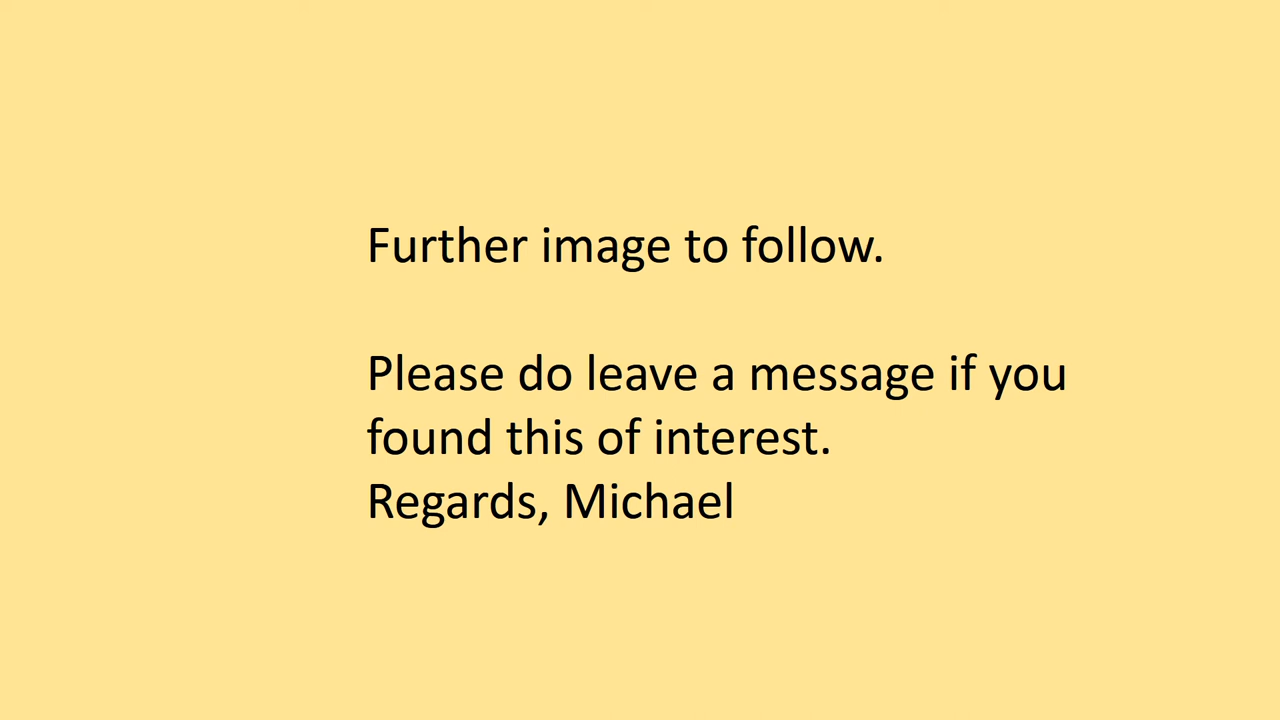 Further image to follow.
Please do leave a message if you
found this of interest.
Regards, Michael